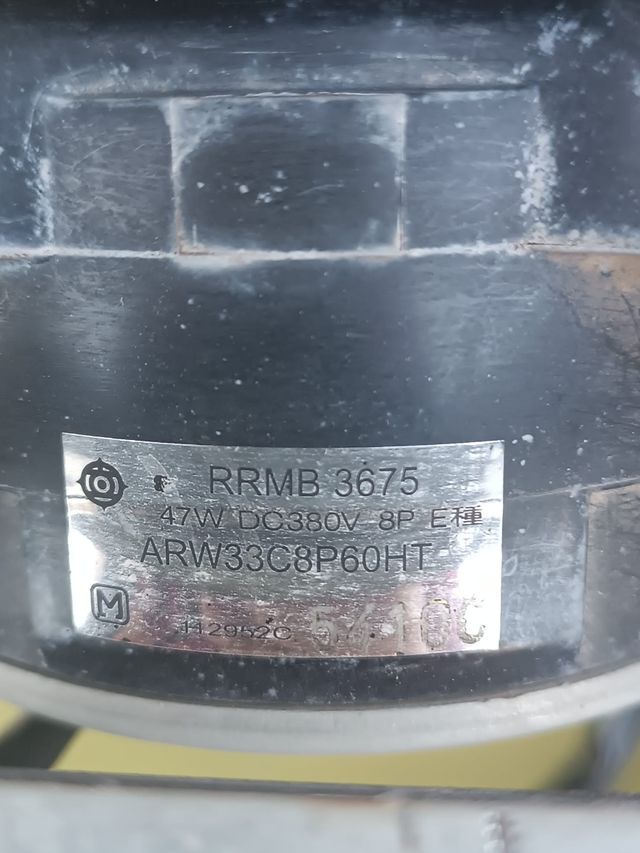 RRMB 3675
47W DC380V 8P E種
ARW33C8P60HT
M